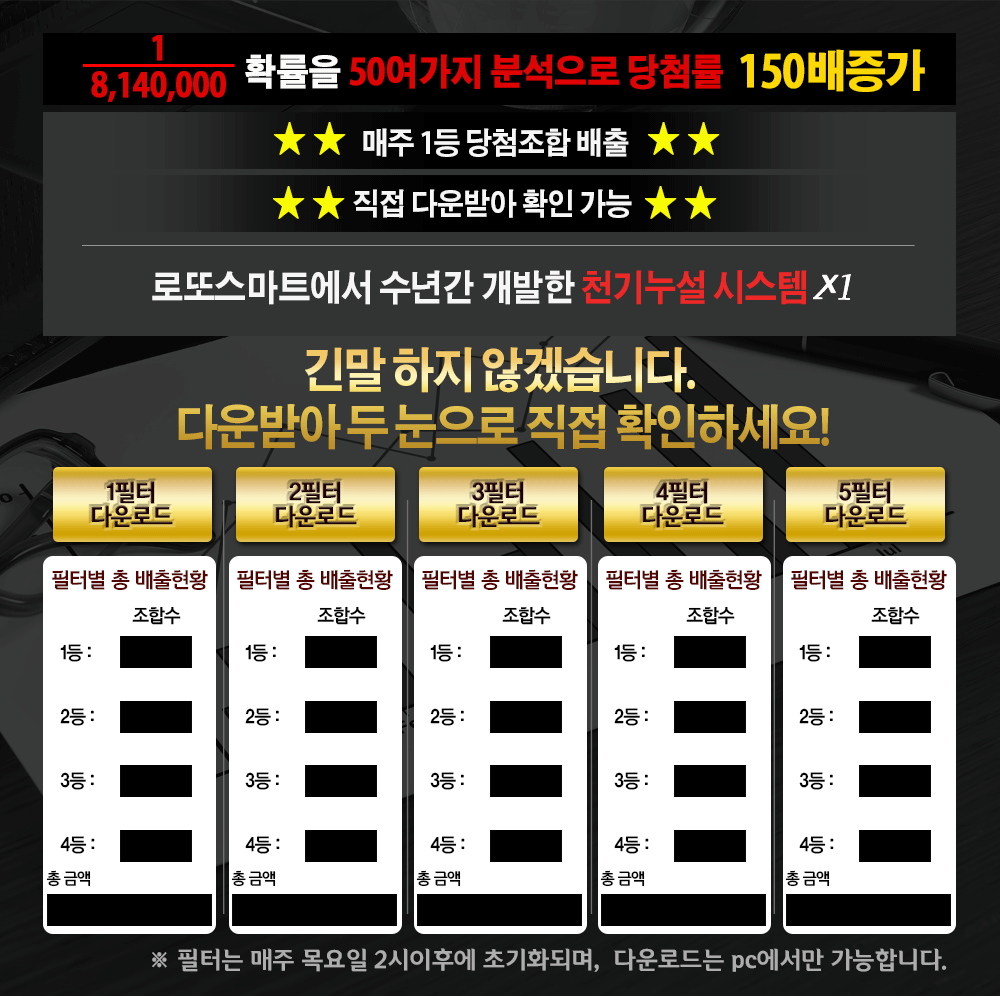 1
8,140,000 확률을 50여가지 분석으로 당첨률 150배증가
★★ 매주 1등 당첨조합 배출 ★★
★★ 직접 다운받아 확인 가능 ★★
로또스마트에서 수년간 개발한 천기누설 시스템 X1
긴말 하지 않겠습니다.
다운받아 두 눈으로 직접 확인하세요!
1필터 2필터 3필터 4필터 5필터
다운로드 다운로드 다운로드 다운로드 다운로드
필터별 총 배출현황 필터별 총 배출현황 필터별 총 배출현황 필터별 총 배출현황 필터별 총 배출현황
조합수 조합수 조합수 조합수 조합수
1등 : 1등 : 1등 : 1등 : 1등 :
2등 : 2등 : 2등 : 2등 : 2등 :
3등 : 3등 : 3등 : 3등 : 3등 :
4등 : 4등 : 4등 : 4등 : 4등 :
총 금액 총 금액 총 금액 총 금액 총 금액
※ 필터는 매주 목요일 2시이후에 초기화되며, 다운로드는 pc에서만 가능합니다.